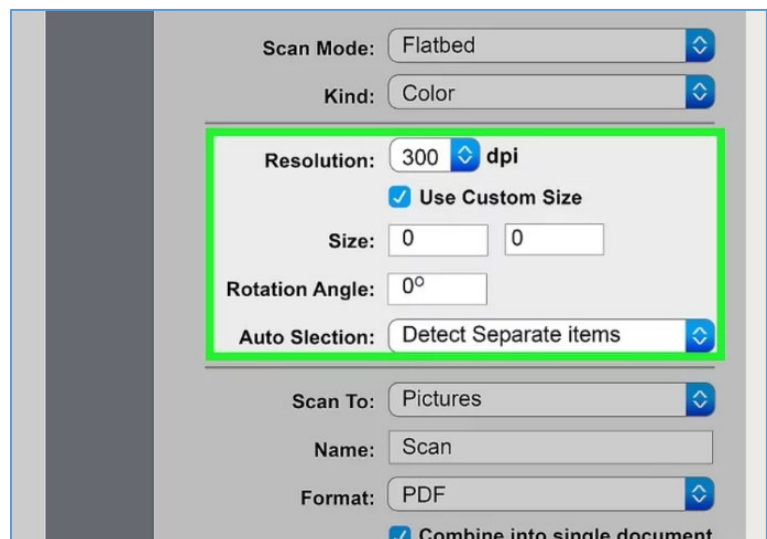 Scan Mode: Flatbed
Kind: Color
Resolution: 300 dpi
Use Custom Size
Size: 0 0
Rotation Angle: 0°
Auto Slection: Detect Separate items
Scan To: Pictures
Name: Scan
Format: PDF
Combine into single document